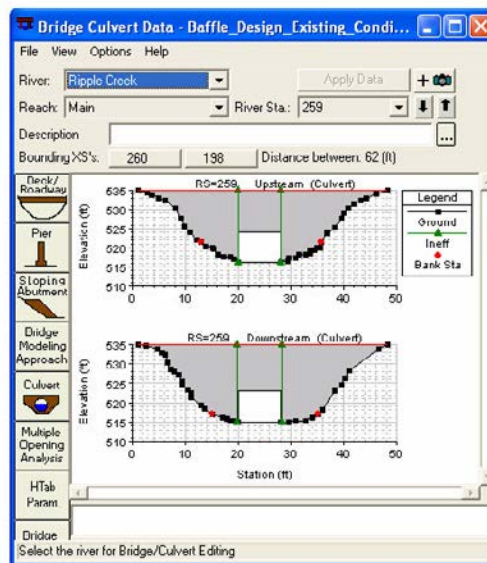 Bridge Culvert Data - Baffle_Design_Existing_Condi...
File View Options Help
River: Ripple Creek Apply Data +
Reach: Main River Sta.: 259
Description ...
Bounding XS's: 260 198 Distance between: 62 (ft)
Deck/
Roadway
Pier
Sloping
Abutment
Bridge
Modeling
Approach
Culvert
Multiple
Opening
Analysis
HTab
Param.
Bridge
RS=259 Upstream (Culvert)
Elevation (ft)
535
530
525
520
515
510
0 10 20 30 40 50
Legend
Ground
Ineff
Bank Sta
RS=259 Downstream (Culvert)
Elevation (ft)
535
530
525
520
515
510
0 10 20 30 40 50
Station (ft)
Select the river for Bridge/Culvert Editing